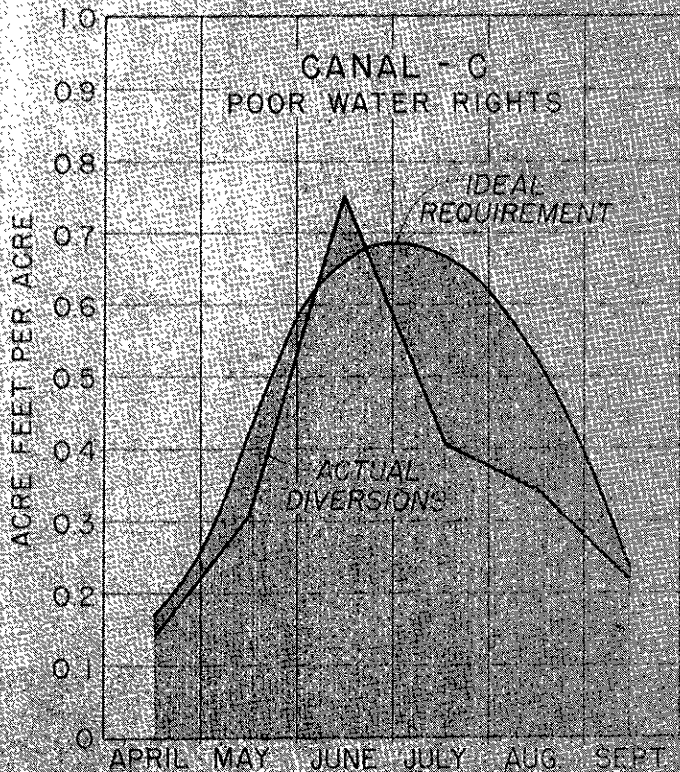 CANAL - C
POOR WATER RIGHTS
IDEAL
REQUIREMENT
ACTUAL
DIVERSIONS
ACRE FEET PER ACRE
1.0
0.9
0.8
0.7
0.6
0.5
0.4
0.3
0.2
0.1
0
APRIL MAY JUNE JULY AUG. SEPT